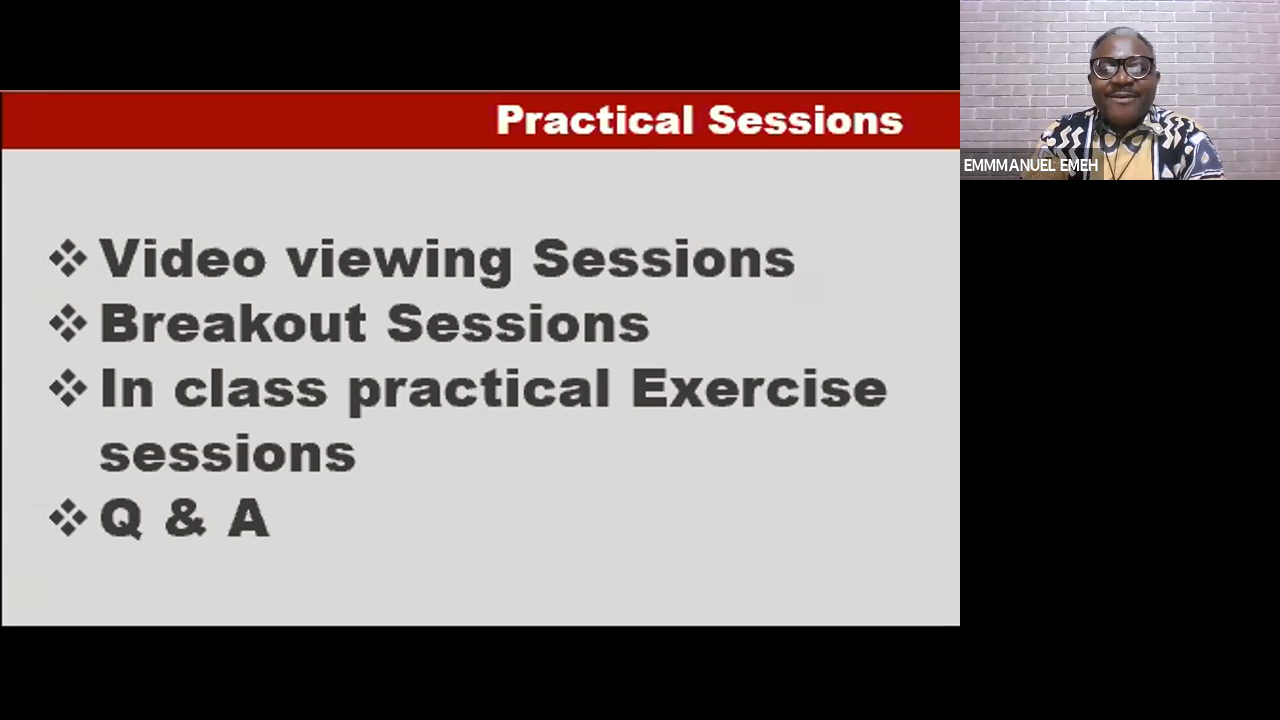 Practical Sessions
Video viewing Sessions
Breakout Sessions
In class practical Exercise
sessions
Q & A
EMMMANUEL EMEH